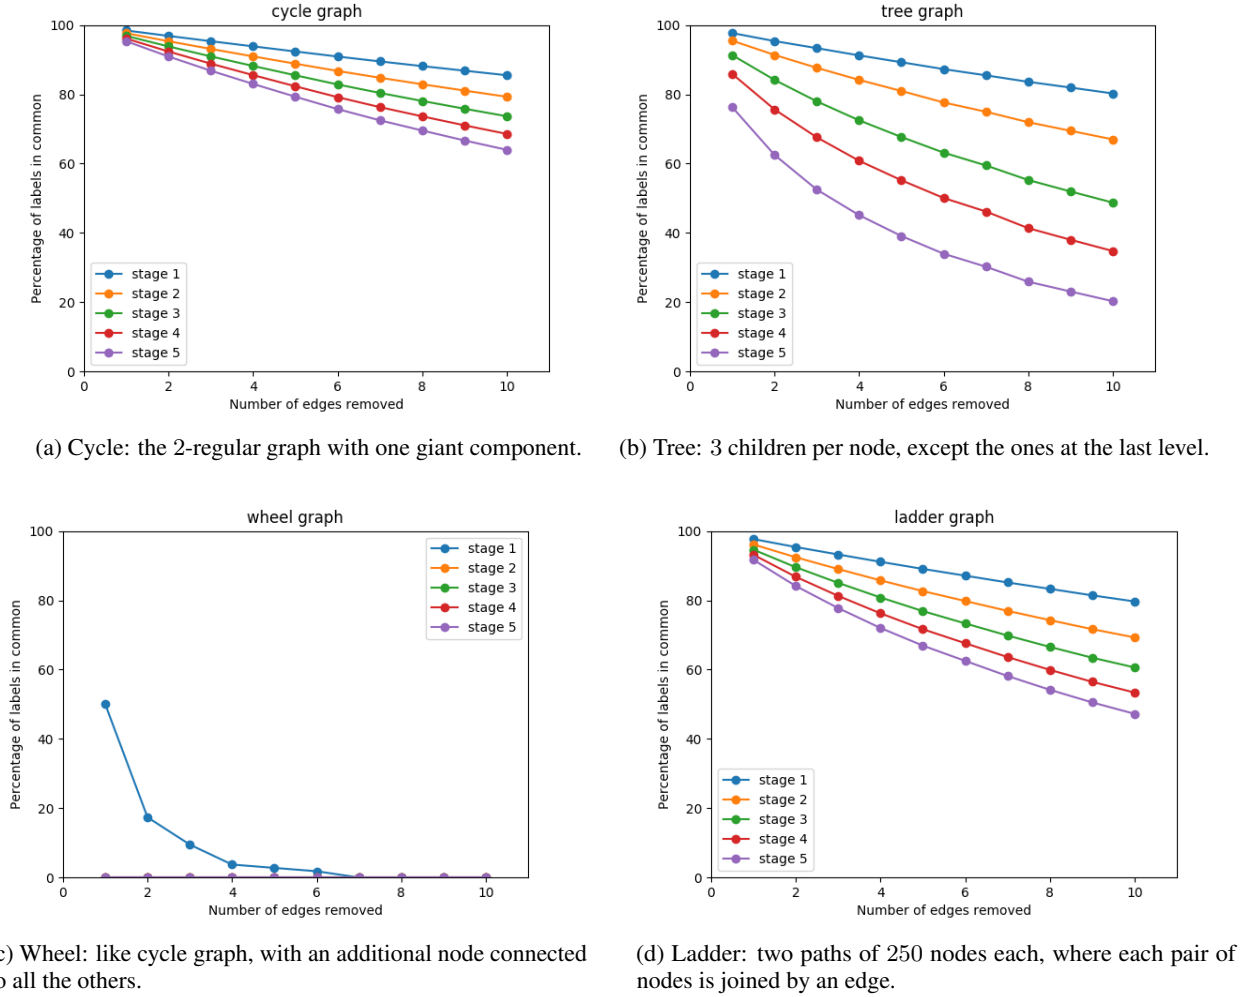 cycle graph
100
80
60
40
20
0
Percentage of labels in common
stage 1
stage 2
stage 3
stage 4
stage 5
0 2 4 6 8 10
Number of edges removed
(a) Cycle: the 2-regular graph with one giant component.
tree graph
100
80
60
40
20
0
Percentage of labels in common
stage 1
stage 2
stage 3
stage 4
stage 5
0 2 4 6 8 10
Number of edges removed
(b) Tree: 3 children per node, except the ones at the last level.
wheel graph
100
80
60
40
20
0
Percentage of labels in common
stage 1
stage 2
stage 3
stage 4
stage 5
0 2 4 6 8 10
Number of edges removed
c) Wheel: like cycle graph, with an additional node connected
o all the others.
ladder graph
100
80
60
40
20
0
Percentage of labels in common
stage 1
stage 2
stage 3
stage 4
stage 5
0 2 4 6 8 10
Number of edges removed
(d) Ladder: two paths of 250 nodes each, where each pair of
nodes is joined by an edge.